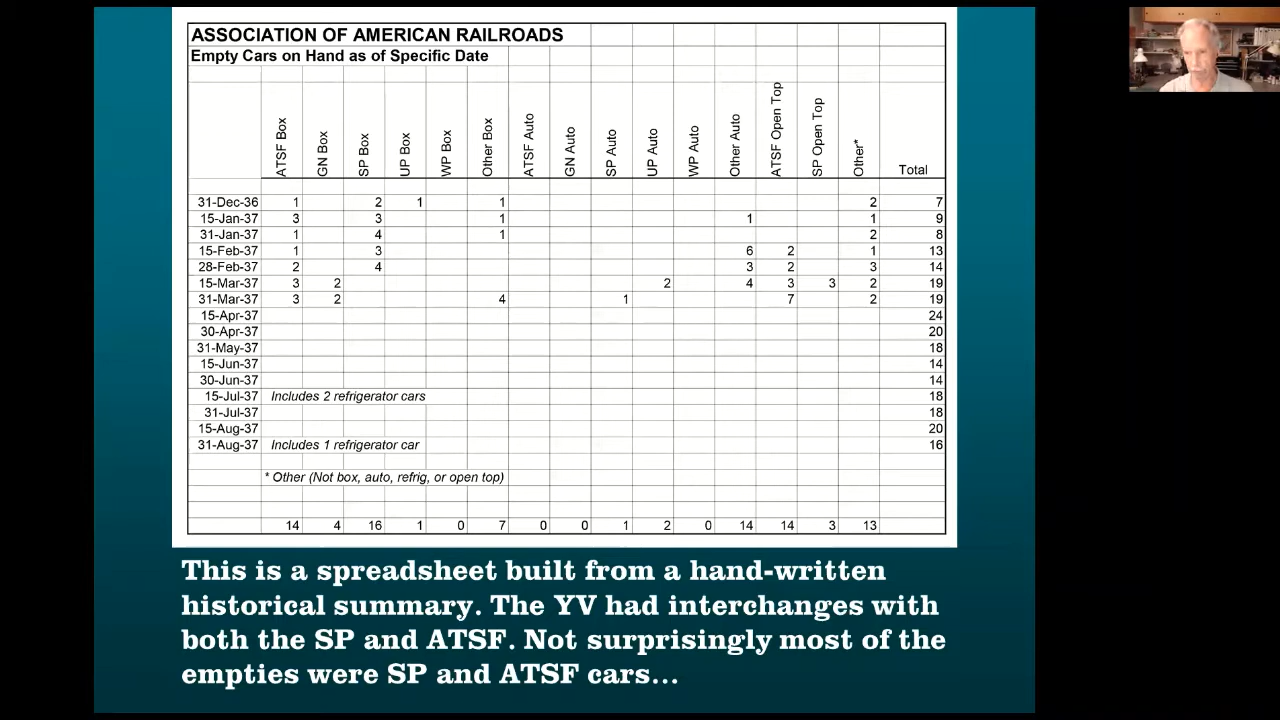 ASSOCIATION OF AMERICAN RAILROADS
Empty Cars on Hand as of Specific Date
ATSF Box GN Box SP Box UP Box WP Box Other Box ATSF Auto GN Auto SP Auto UP Auto WP Auto Other Auto ATSF Open Top SP Open Top Other* Total
31-Dec-36 1 2 1 1 2 7
15-Jan-37 3 3 1 1 1 9
31-Jan-37 1 4 1 2 8
15-Feb-37 1 3 6 2 1 13
28-Feb-37 2 4 3 2 3 14
15-Mar-37 3 2 2 4 3 3 2 19
31-Mar-37 3 2 4 1 7 2 19
15-Apr-37 24
30-Apr-37 20
31-May-37 18
15-Jun-37 14
30-Jun-37 14
15-Jul-37 Includes 2 refrigerator cars 18
31-Jul-37 18
15-Aug-37 20
31-Aug-37 Includes 1 refrigerator car 16
* Other (Not box, auto, refrig, or open top)
14 4 16 1 0 7 0 0 1 2 0 14 14 3 13
This is a spreadsheet built from a hand-written
historical summary. The YV had interchanges with
both the SP and ATSF. Not surprisingly most of the
empties were SP and ATSF cars...